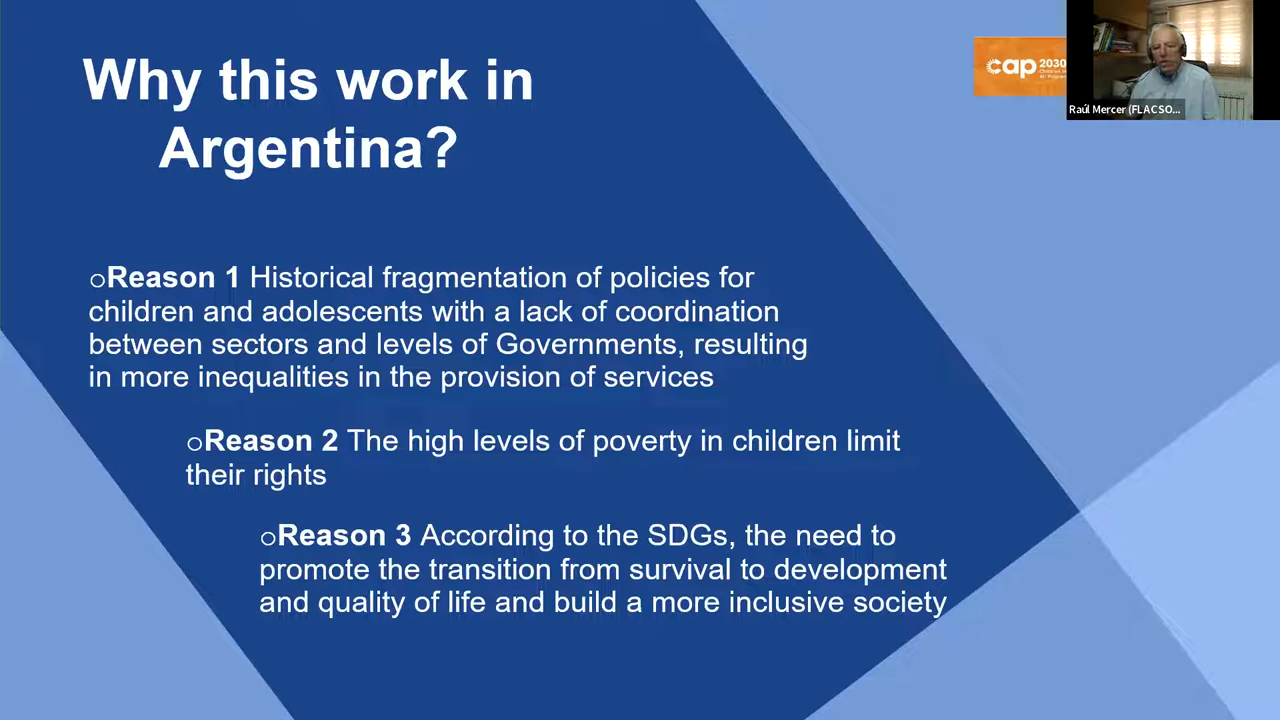 Why this work in
Argentina?
cap 2030
Raúl Mercer (FLACSO...
oReason 1 Historical fragmentation of policies for
children and adolescents with a lack of coordination
between sectors and levels of Governments, resulting
in more inequalities in the provision of services
oReason 2 The high levels of poverty in children limit
their rights
oReason 3 According to the SDGs, the need to
promote the transition from survival to development
and quality of life and build a more inclusive society